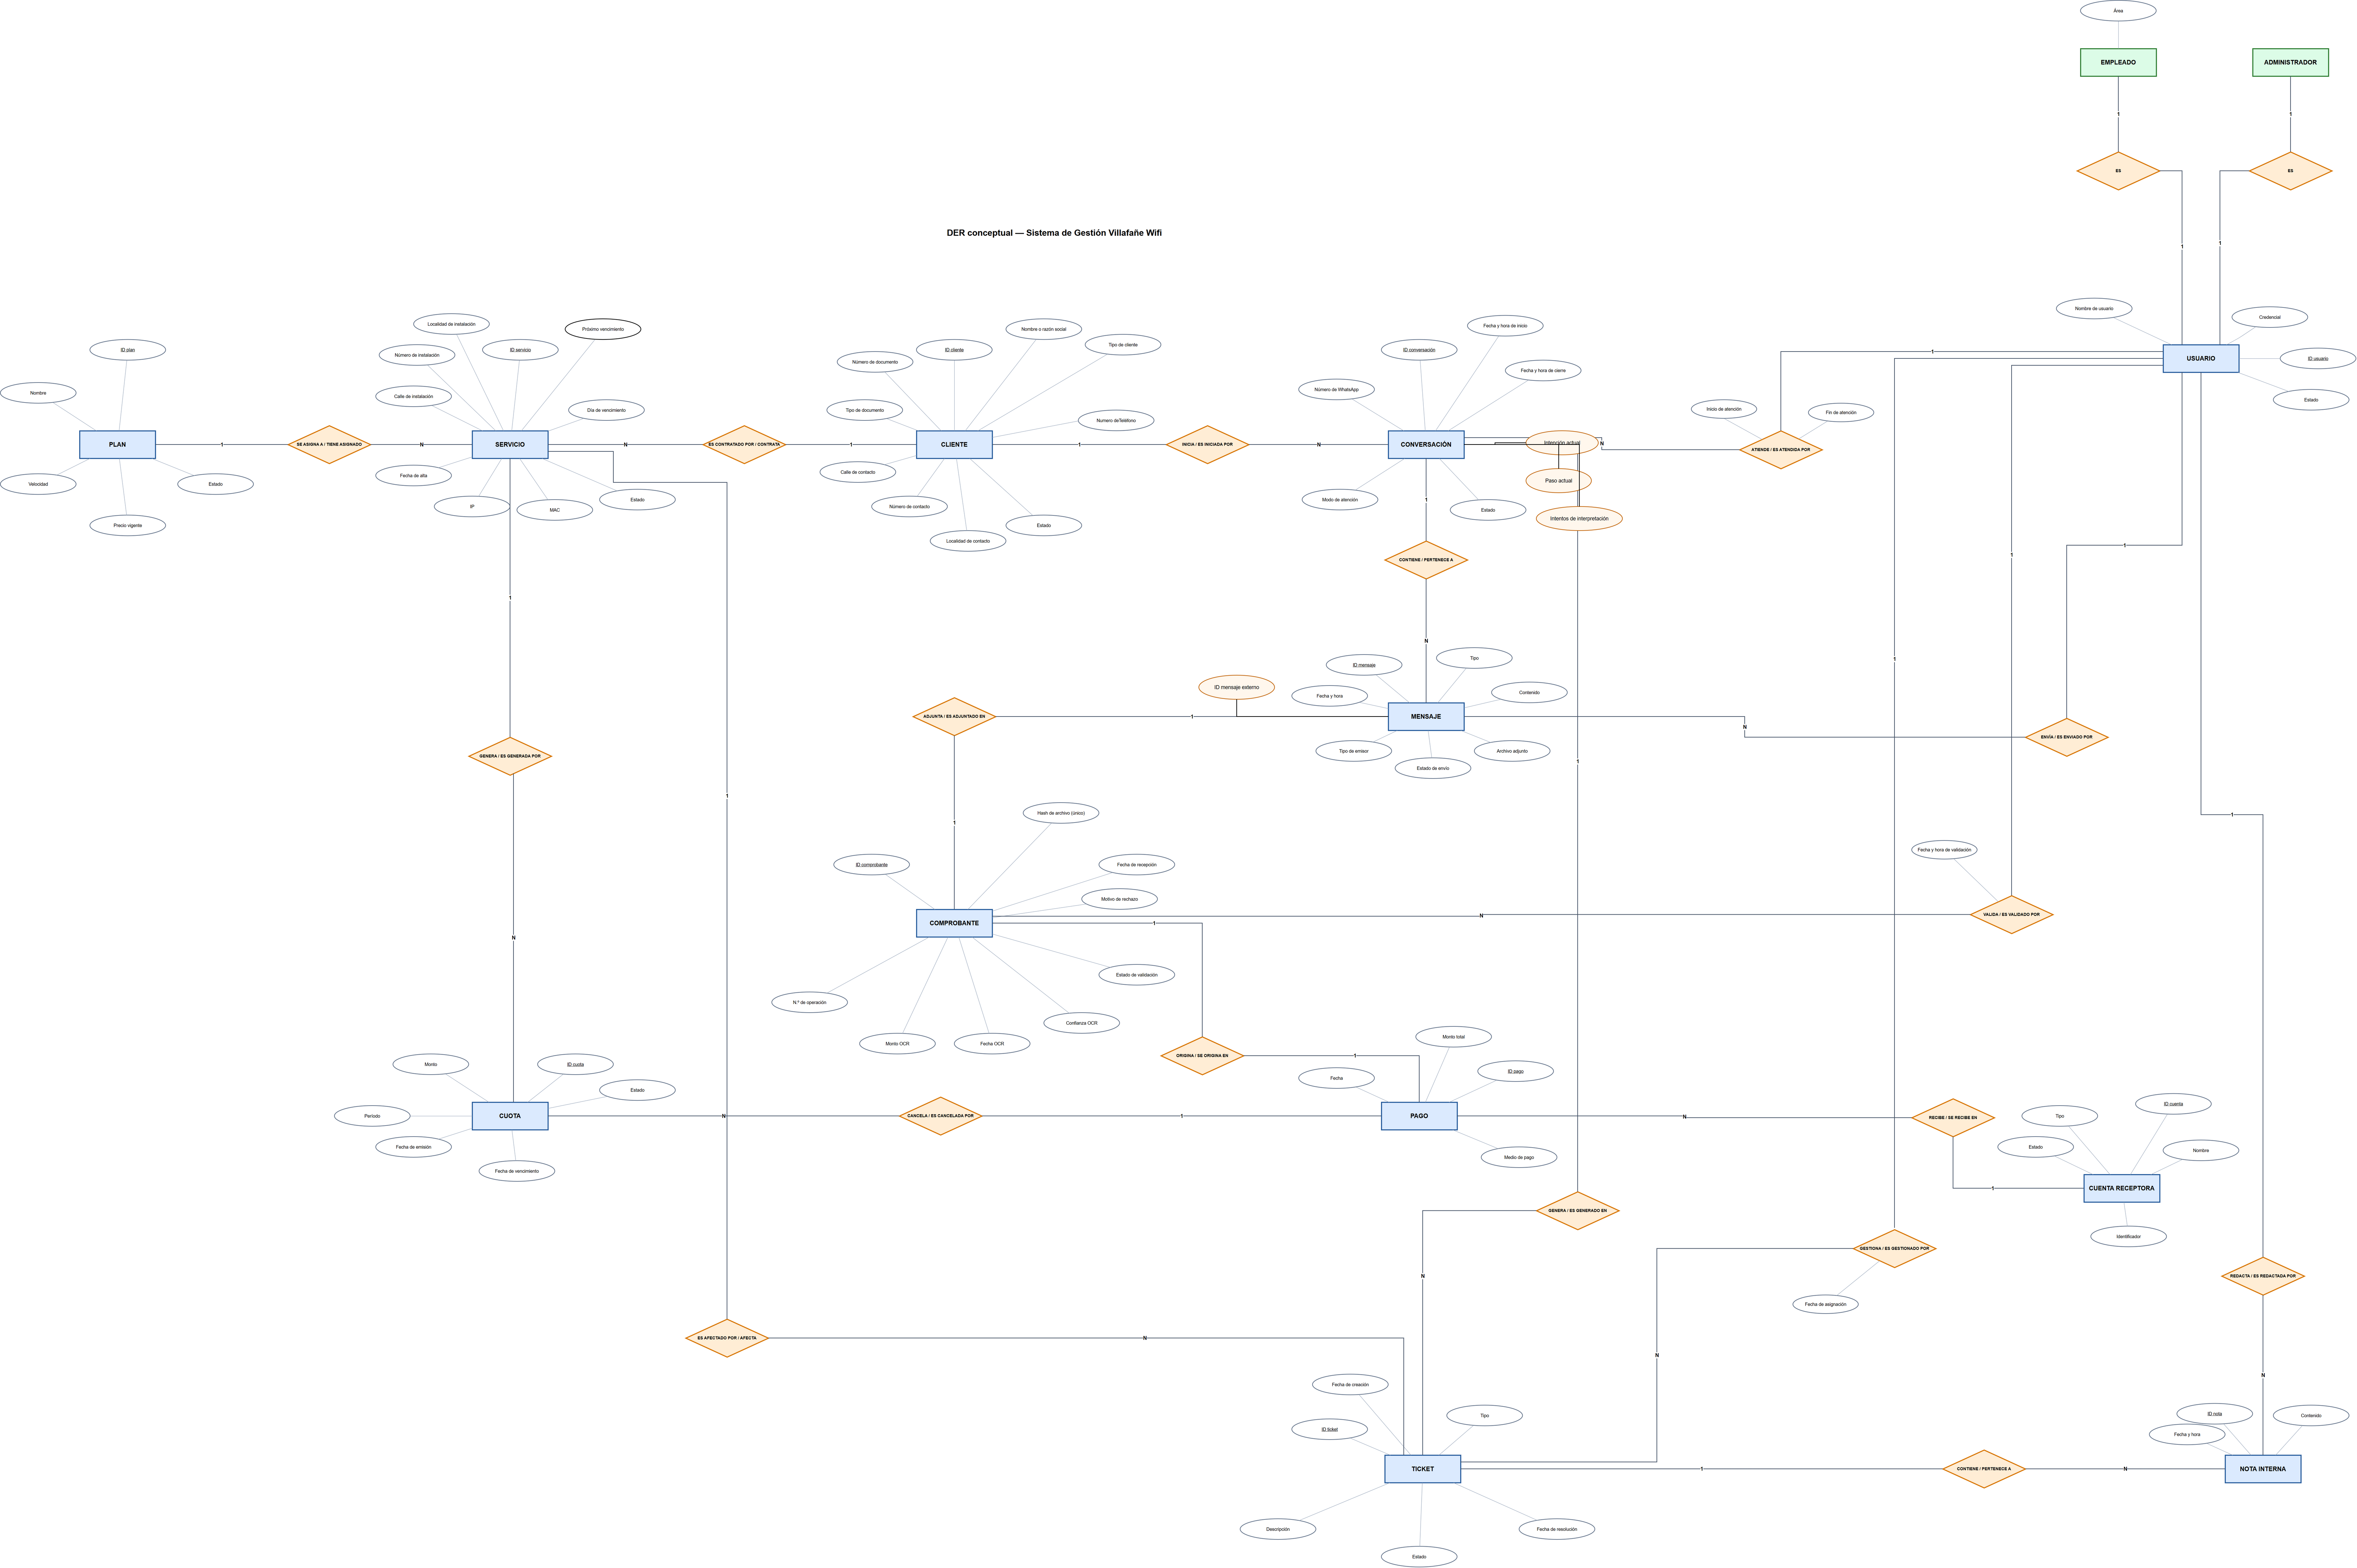 Área
EMPLEADO
ADMINISTRADOR
1
1
ES
ES
DER conceptual — Sistema de Gestión Villafañe Wifi
1
1
Nombre de usuario
Credencial
USUARIO
ID usuario
Estado
1
1
1
1
1
ID plan
Nombre
PLAN
Velocidad
Precio vigente
Estado
1
SE ASIGNA A / TIENE ASIGNADO
N
Localidad de instalación
Próximo vencimiento
Número de instalación
ID servicio
Calle de instalación
Día de vencimiento
SERVICIO
Fecha de alta
IP
MAC
Estado
N
ES CONTRATADO POR / CONTRATA
1
Nombre o razón social
Número de documento
ID cliente
Tipo de cliente
Tipo de documento
Numero deTeléfono
CLIENTE
Calle de contacto
Número de contacto
Localidad de contacto
Estado
1
INICIA / ES INICIADA POR
N
Fecha y hora de inicio
ID conversación
Fecha y hora de cierre
Número de WhatsApp
CONVERSACIÓN
Intención actual
Paso actual
Intentos de interpretación
Modo de atención
Estado
N
Inicio de atención
Fin de atención
ATIENDE / ES ATENDIDA POR
1
CONTIENE / PERTENECE A
N
ID mensaje
Tipo
Fecha y hora
Contenido
ID mensaje externo
MENSAJE
Tipo de emisor
Archivo adjunto
Estado de envío
N
ENVÍA / ES ENVIADO POR
ADJUNTA / ES ADJUNTADO EN
1
1
1
GENERA / ES GENERADA POR
1
1
N
Hash de archivo (único)
ID comprobante
Fecha de recepción
Motivo de rechazo
COMPROBANTE
1
N
Fecha y hora de validación
VALIDA / ES VALIDADO POR
Estado de validación
N.º de operación
Confianza OCR
Monto OCR
Fecha OCR
ORIGINA / SE ORIGINA EN
1
Monto
ID cuota
Estado
Período
CUOTA
Fecha de emisión
Fecha de vencimiento
N
CANCELA / ES CANCELADA POR
1
Monto total
Fecha
ID pago
PAGO
Medio de pago
N
RECIBE / SE RECIBE EN
1
Tipo
ID cuenta
Estado
Nombre
CUENTA RECEPTORA
Identificador
GENERA / ES GENERADO EN
N
GESTIONA / ES GESTIONADO POR
Fecha de asignación
N
REDACTA / ES REDACTADA POR
N
ES AFECTADO POR / AFECTA
N
Fecha de creación
Tipo
ID ticket
TICKET
Descripción
Estado
Fecha de resolución
1
CONTIENE / PERTENECE A
N
ID nota
Contenido
Fecha y hora
NOTA INTERNA